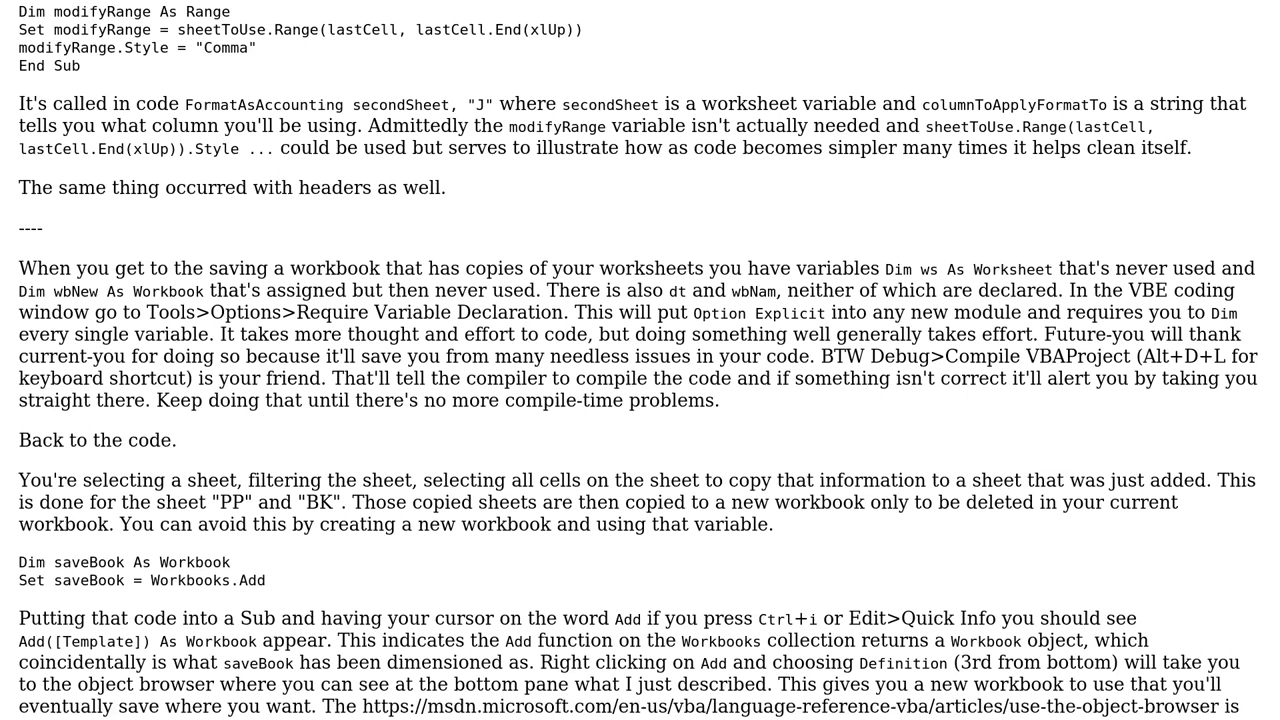 Dim modifyRange As Range
Set modifyRange = sheetToUse.Range(lastCell, lastCell.End(xlUp))
modifyRange.Style = "Comma"
End Sub
It's called in code FormatAsAccounting secondSheet, "J" where secondSheet is a worksheet variable and columnToApplyFormatTo is a string that
tells you what column you'll be using. Admittedly the modifyRange variable isn't actually needed and sheetToUse.Range(lastCell,
lastCell.End(xlUp)).Style ... could be used but serves to illustrate how as code becomes simpler many times it helps clean itself.
The same thing occurred with headers as well.
----
When you get to the saving a workbook that has copies of your worksheets you have variables Dim ws As Worksheet that's never used and
Dim wbNew As Workbook that's assigned but then never used. There is also dt and wbNam, neither of which are declared. In the VBE coding
window go to Tools>Options>Require Variable Declaration. This will put Option Explicit into any new module and requires you to Dim
every single variable. It takes more thought and effort to code, but doing something well generally takes effort. Future-you will thank
current-you for doing so because it'll save you from many needless issues in your code. BTW Debug>Compile VBAProject (Alt+D+L for
keyboard shortcut) is your friend. That'll tell the compiler to compile the code and if something isn't correct it'll alert you by taking you
straight there. Keep doing that until there's no more compile-time problems.
Back to the code.
You're selecting a sheet, filtering the sheet, selecting all cells on the sheet to copy that information to a sheet that was just added. This
is done for the sheet "PP" and "BK". Those copied sheets are then copied to a new workbook only to be deleted in your current
workbook. You can avoid this by creating a new workbook and using that variable.
Dim saveBook As Workbook
Set saveBook = Workbooks.Add
Putting that code into a Sub and having your cursor on the word Add if you press Ctrl+i or Edit>Quick Info you should see
Add([Template]) As Workbook appear. This indicates the Add function on the Workbooks collection returns a Workbook object, which
coincidentally is what saveBook has been dimensioned as. Right clicking on Add and choosing Definition (3rd from bottom) will take you
to the object browser where you can see at the bottom pane what I just described. This gives you a new workbook to use that you'll
eventually save where you want. The https://msdn.microsoft.com/en-us/vba/language-reference-vba/articles/use-the-object-browser is